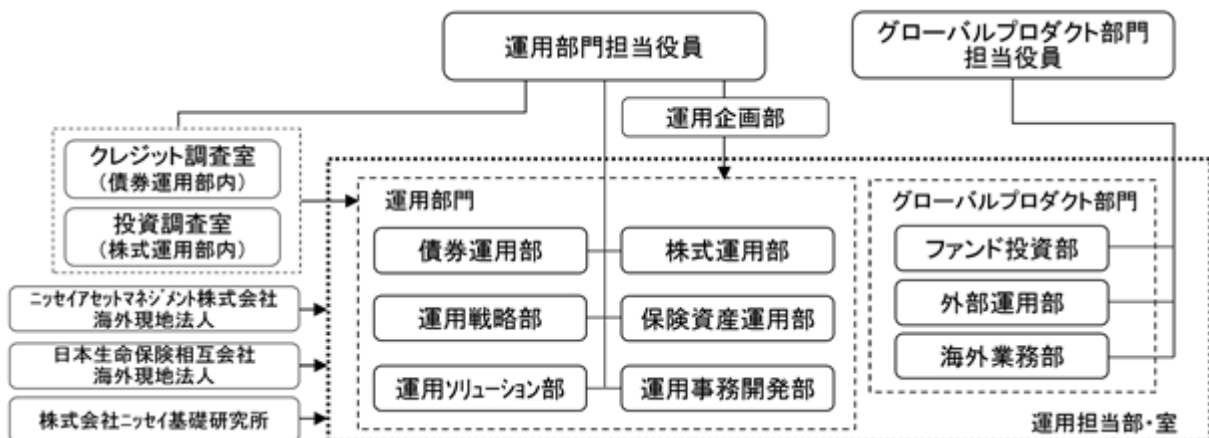 運用部門担当役員
グローバルプロダクト部門
担当役員
運用企画部
クレジット調査室
(債券運用部内)
投資調査室
(株式運用部内)
運用部門
債券運用部
株式運用部
運用戦略部
保険資産運用部
運用ソリューション部
運用事務開発部
グローバルプロダクト部門
ファンド投資部
外部運用部
海外業務部
ニッセイアセットマネジメント株式会社
海外現地法人
日本生命保険相互会社
海外現地法人
株式会社ニッセイ基礎研究所
運用担当部・室